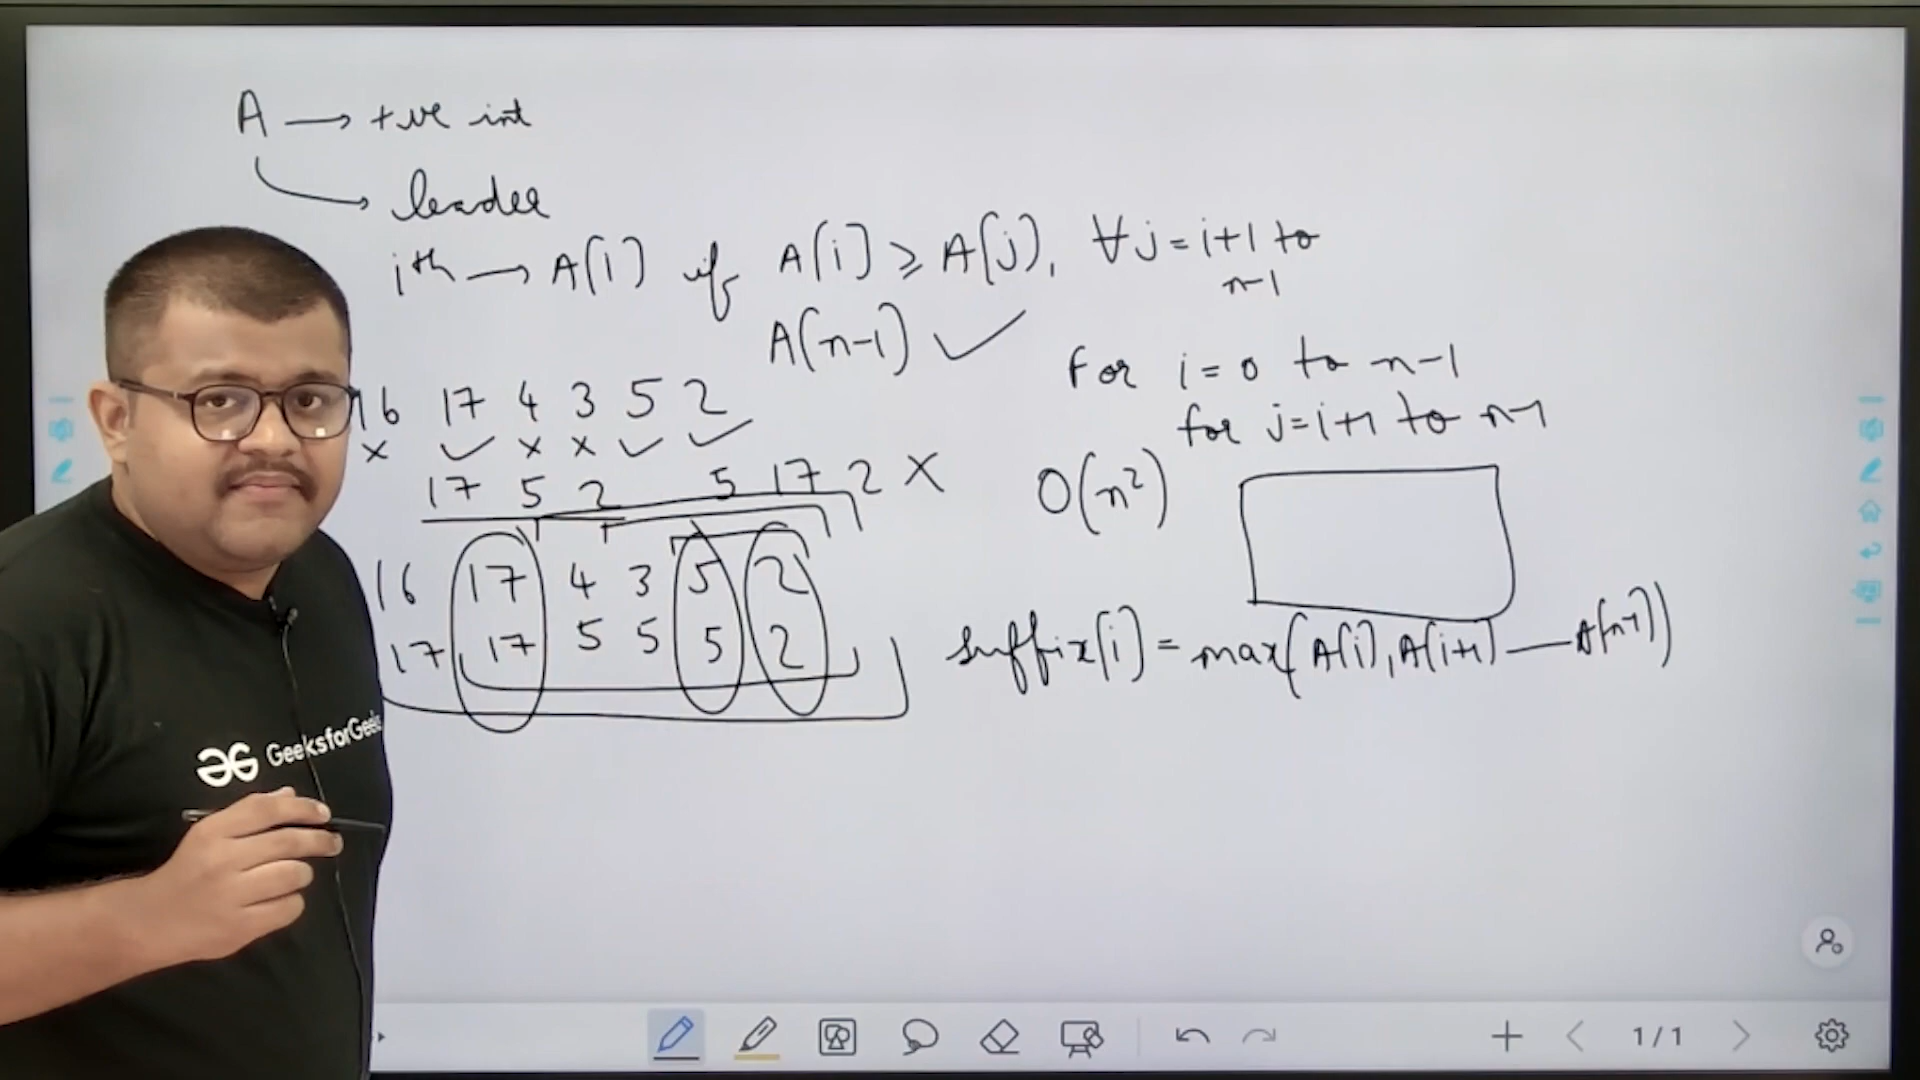 A → +ve int
leader
ith → A[i] if A[i] ≥ A[j], ∀ j = i+1 to n-1
A[n-1] ✓
For i = 0 to n-1
for j = i+1 to n-1
O(n²)
16 17 4 3 5 2
× ✓ × × ✓ ✓
17 5 2 5 17 2 ×
16 17 4 3 5 2
17 17 5 5 5 2
suffix[i] = max(A[i], A[i+1] — A[n-1])
GeeksforGeeks
1/1